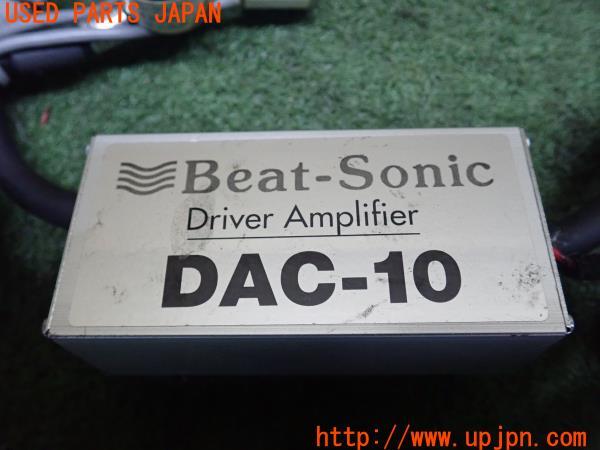 USED PARTS JAPAN
Beat-Sonic
Driver Amplifier
DAC-10
http://www.upjpn.com